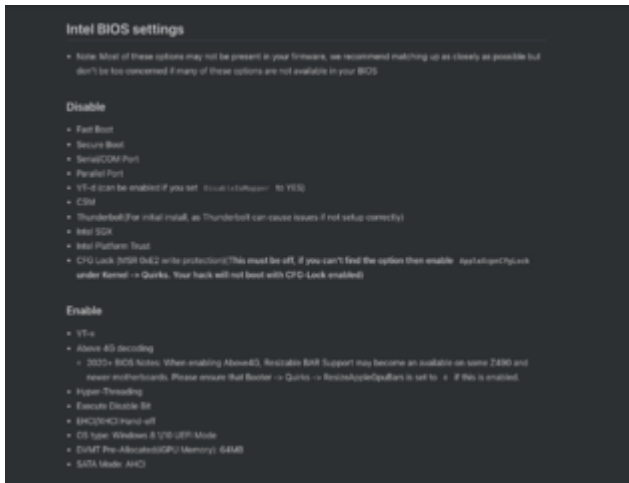 Intel BIOS settings
Note: Most of these options may not be present in your firmware, we recommend matching up as closely as possible but
don't be too concerned if many of these options are not available in your BIOS
Disable
Fast Boot
Secure Boot
Serial/COM Port
Parallel Port
VT-d (can be enabled if you set DisableIoMapper to YES)
CSM
Thunderbolt(For initial install, as Thunderbolt can cause issues if not setup correctly)
Intel SGX
Intel Platform Trust
CFG Lock (MSR 0xE2 write protection)(This must be off, if you can't find the option then enable AppleXcpmCfgLock
under Kernel -> Quirks. Your hack will not boot with CFG-Lock enabled)
Enable
VT-x
Above 4G decoding
2020+ BIOS Notes: When enabling Above4G, Resizable BAR Support may become an available on some Z490 and
newer motherboards. Please ensure that Booter -> Quirks -> ResizeAppleGpuBars is set to if this is enabled.
Hyper-Threading
Execute Disable Bit
EHCI/XHCI Hand-off
OS type: Windows 8.1/10 UEFI Mode
DVMT Pre-Allocated(iGPU Memory): 64MB
SATA Mode: AHCI